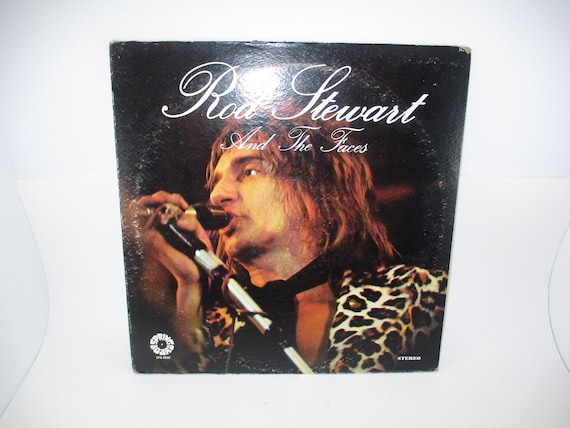 Rod Stewart
And The Faces
STEREO